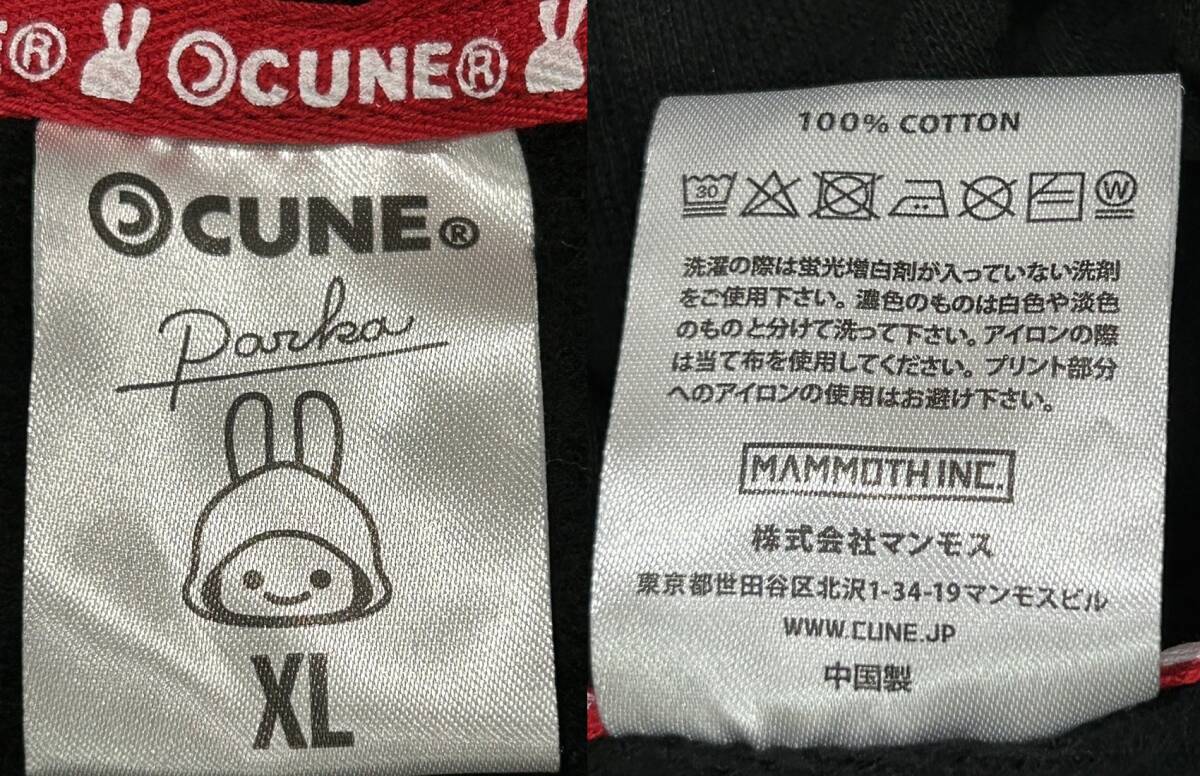 E®
CUNE®
CUNE®
Parka
XL
100% COTTON
30
W
洗濯の際は蛍光増白剤が入っていない洗剤
をご使用下さい。濃色のものは白色や淡色
のものと分けて洗って下さい。アイロンの際
は当て布を使用してください。プリント部分
へのアイロンの使用はお避け下さい。
MAMMOTH INC.
株式会社マンモス
東京都世田谷区北沢1-34-19マンモスビル
WWW.CUNE.JP
中国製